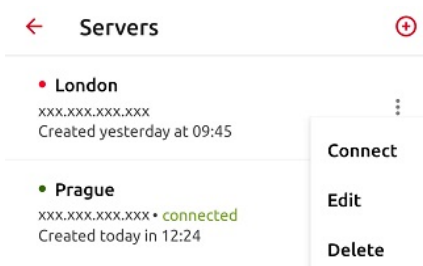 Servers
London
xxx.xxx.xxx.xxx
Created yesterday at 09:45
Connect
Prague
Edit
xxx.xxx.xxx.xxx • connected
Created today in 12:24
Delete